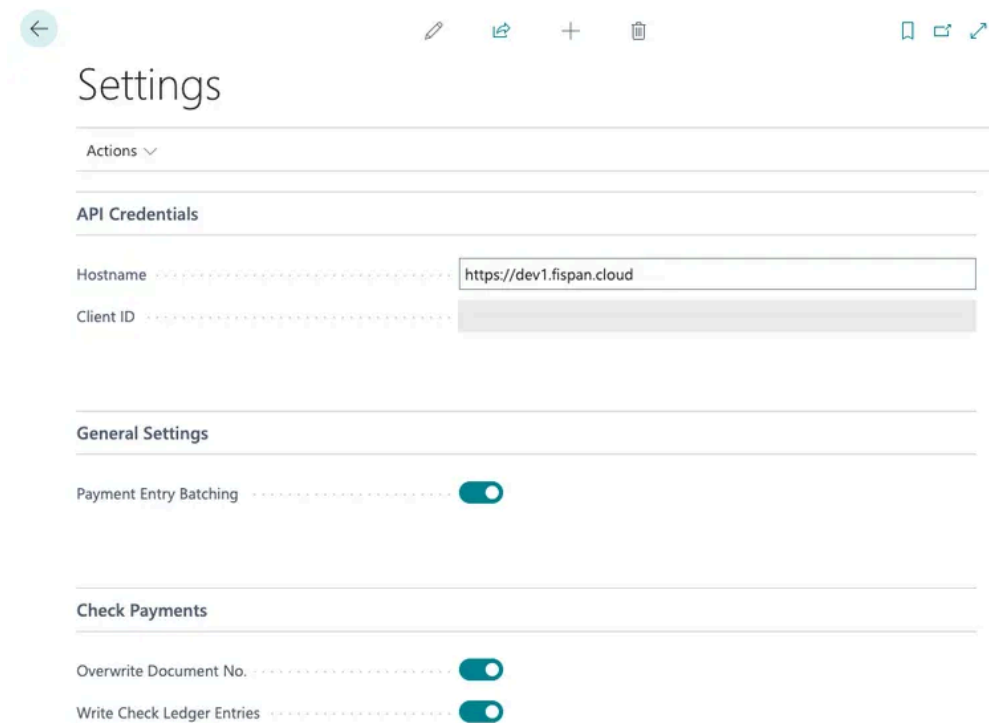 Settings
Actions
API Credentials
Hostname https://dev1.fispan.cloud
Client ID
General Settings
Payment Entry Batching
Check Payments
Overwrite Document No.
Write Check Ledger Entries